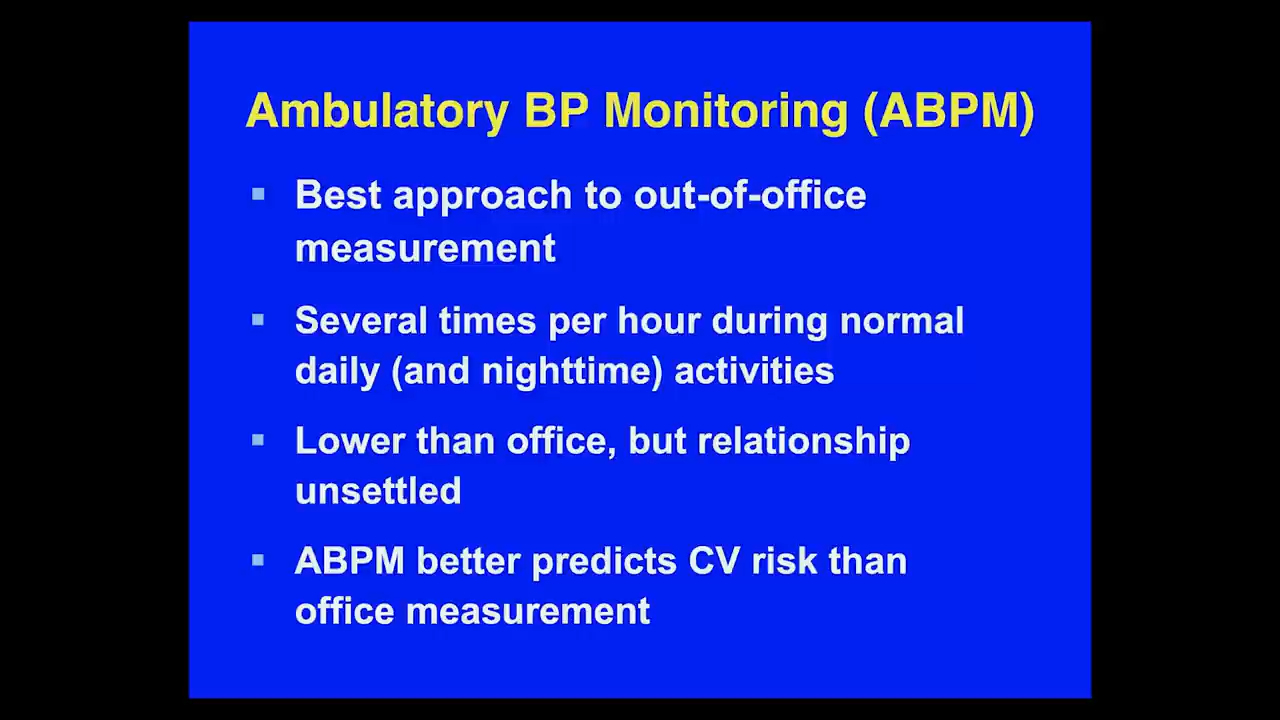 Ambulatory BP Monitoring (ABPM)
Best approach to out-of-office
measurement
Several times per hour during normal
daily (and nighttime) activities
Lower than office, but relationship
unsettled
ABPM better predicts CV risk than
office measurement